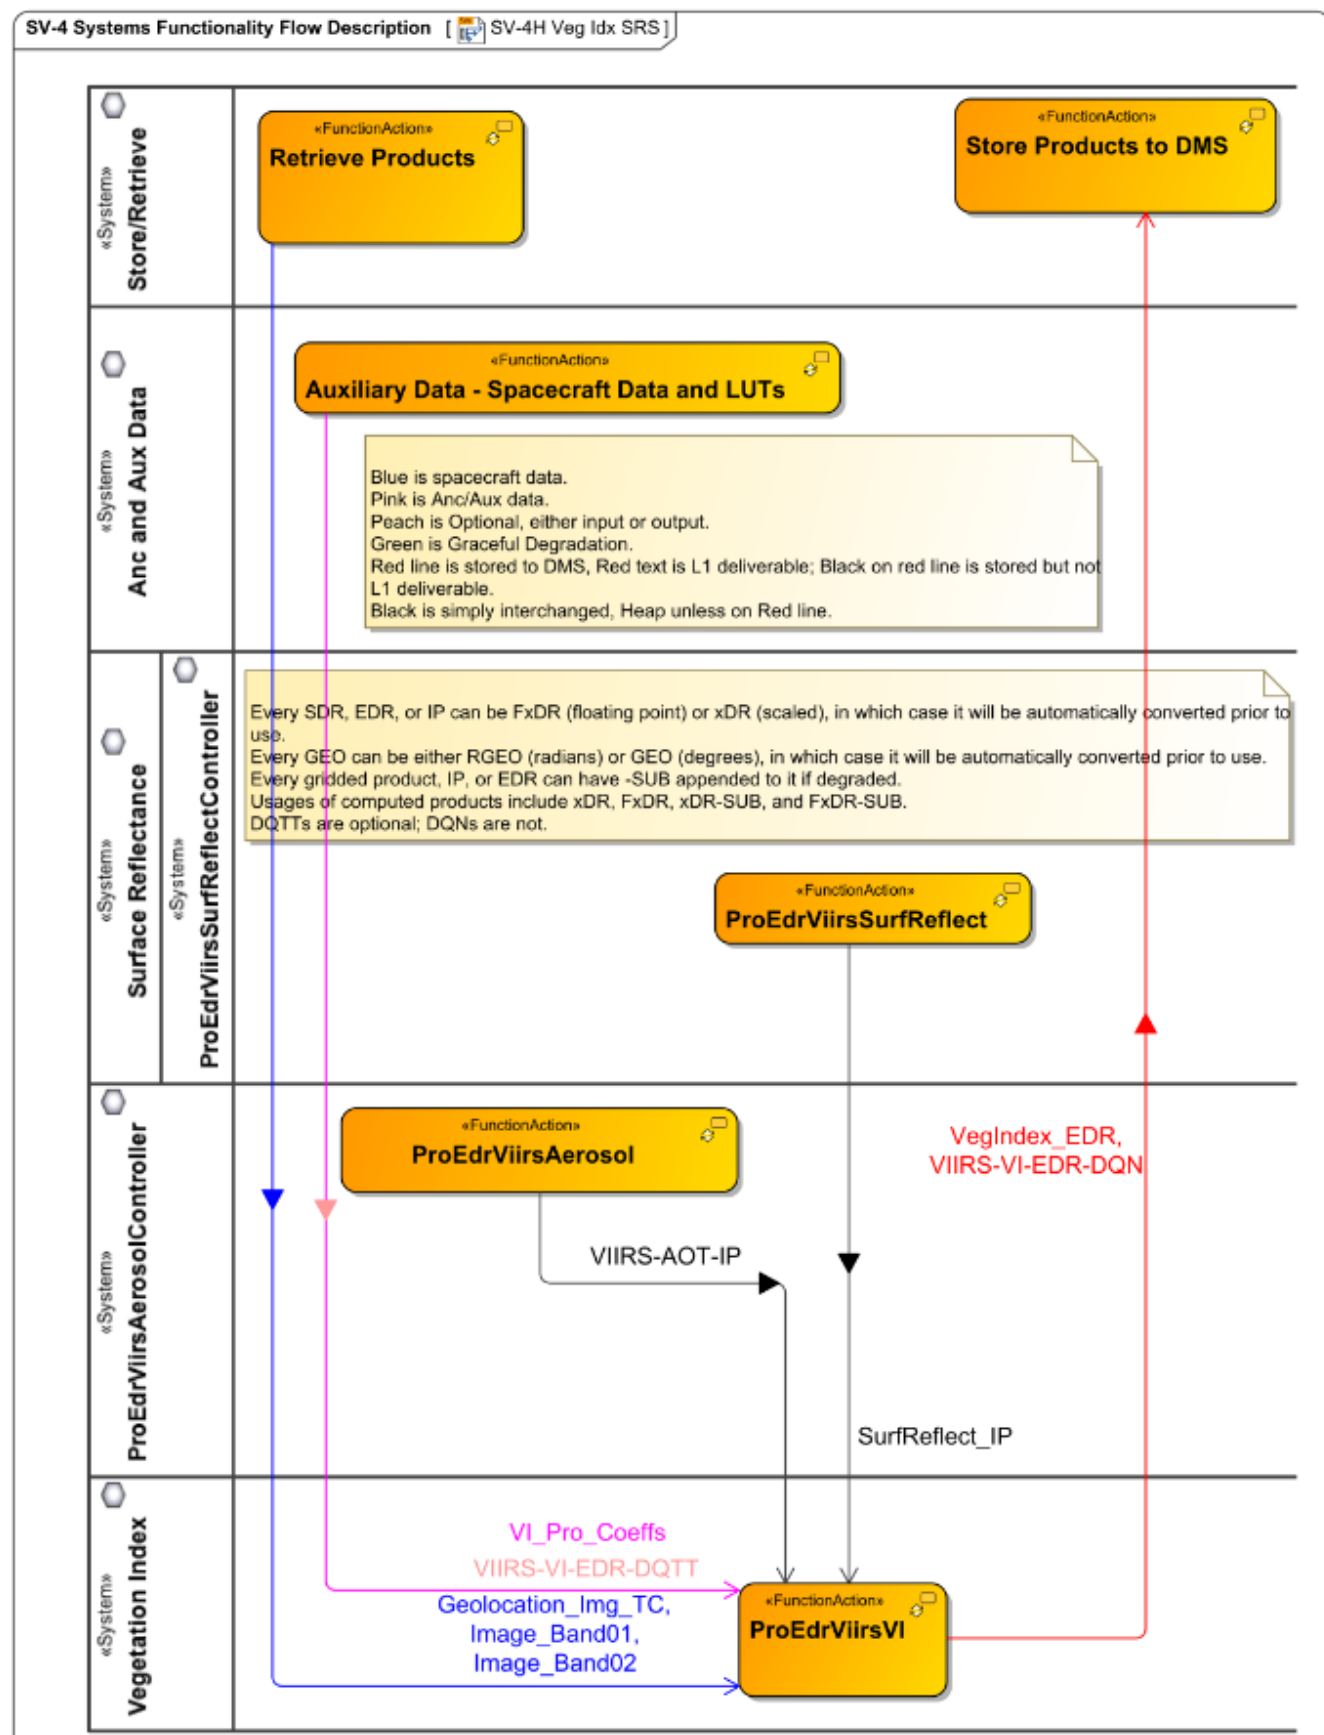 SV-4 Systems Functionality Flow Description [ SV-4H Veg Idx SRS ]
«System»
Store/Retrieve
«FunctionAction»
Retrieve Products
«FunctionAction»
Store Products to DMS
«System»
Anc and Aux Data
«FunctionAction»
Auxiliary Data - Spacecraft Data and LUTs
Blue is spacecraft data.
Pink is Anc/Aux data.
Peach is Optional, either input or output.
Green is Graceful Degradation.
Red line is stored to DMS, Red text is L1 deliverable; Black on red line is stored but not
L1 deliverable.
Black is simply interchanged, Heap unless on Red line.
«System»
Surface Reflectance
«System»
ProEdrViirsSurfReflectController
Every SDR, EDR, or IP can be FxDR (floating point) or xDR (scaled), in which case it will be automatically converted prior to
use.
Every GEO can be either RGEO (radians) or GEO (degrees), in which case it will be automatically converted prior to use.
Every gridded product, IP, or EDR can have -SUB appended to it if degraded.
Usages of computed products include xDR, FxDR, xDR-SUB, and FxDR-SUB.
DQTTs are optional; DQNs are not.
«FunctionAction»
ProEdrViirsSurfReflect
«System»
ProEdrViirsAerosolController
«FunctionAction»
ProEdrViirsAerosol
VegIndex_EDR,
VIIRS-VI-EDR-DQN
VIIRS-AOT-IP
SurfReflect_IP
«System»
Vegetation Index
VI_Pro_Coeffs
VIIRS-VI-EDR-DQTT
Geolocation_Img_TC,
Image_Band01,
Image_Band02
«FunctionAction»
ProEdrViirsVI